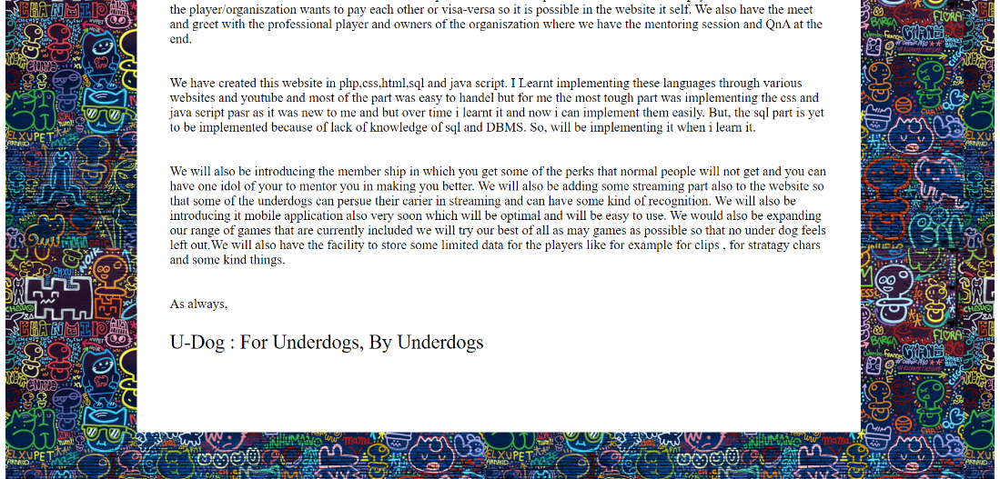 the player/organiszation wants to pay each other or visa-versa so it is possible in the website it self. We also have the meet
and greet with the professional player and owners of the organiszation where we have the mentoring session and QnA at the
end.
We have created this website in php,css,html,sql and java script. I Learnt implementing these languages through various
websites and youtube and most of the part was easy to handel but for me the most tough part was implementing the css and
java script pasr as it was new to me and but over time i learnt it and now i can implement them easily. But, the sql part is yet
to be implemented because of lack of knowledge of sql and DBMS. So, will be implementing it when i learn it.
We will also be introducing the member ship in which you get some of the perks that normal people will not get and you can
have one idol of your to mentor you in making you better. We will also be adding some streaming part also to the website so
that some of the underdogs can persue their carier in streaming and can have some kind of recognition. We will also be
introducing it mobile application also very soon which will be optimal and will be easy to use. We would also be expanding
our range of games that are currently included we will try our best of all as may games as possible so that no under dog feels
left out.We will also have the facility to store some limited data for the players like for example for clips , for stratagy chars
and some kind things.
As always,
U-Dog : For Underdogs, By Underdogs